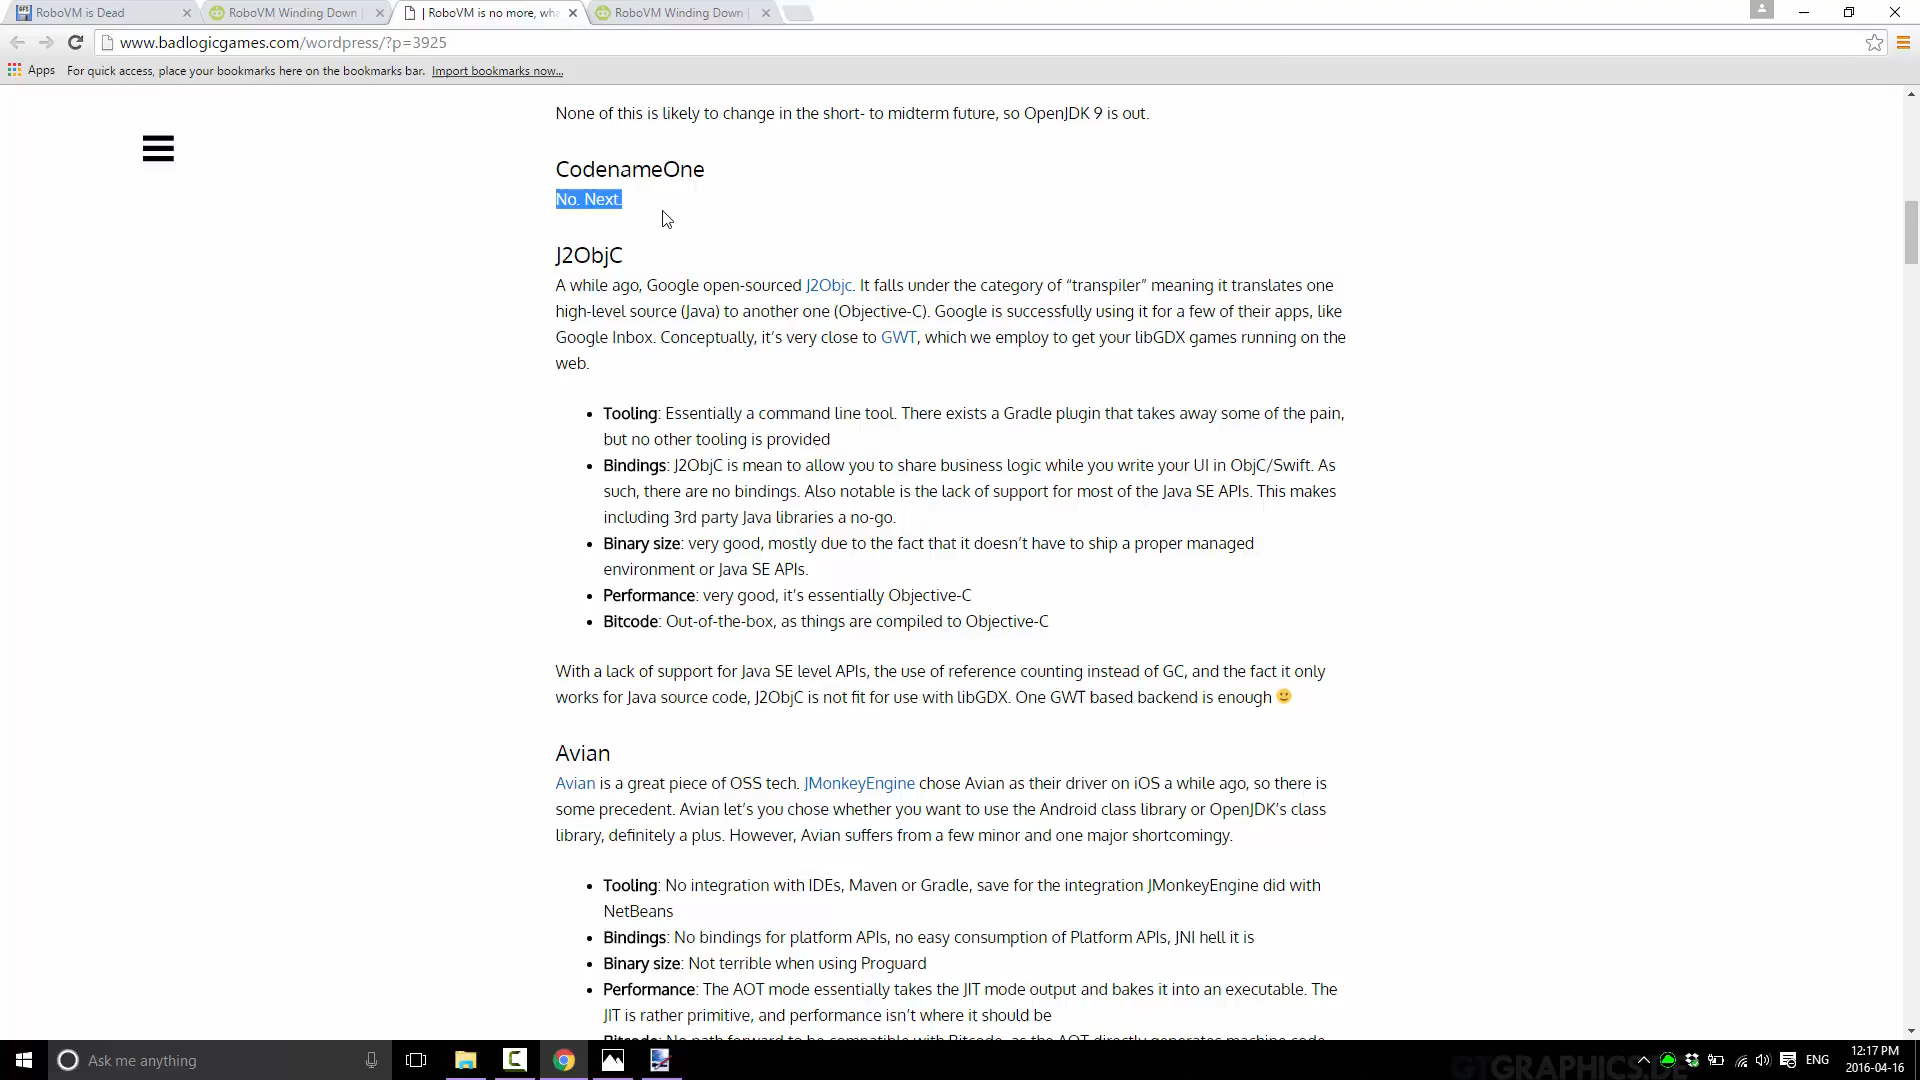 RoboVM is Dead
RoboVM Winding Down |
| RoboVM is no more, wha
RoboVM Winding Down |
www.badlogicgames.com/wordpress/?p=3925
Apps For quick access, place your bookmarks here on the bookmarks bar. Import bookmarks now...
None of this is likely to change in the short- to midterm future, so OpenJDK 9 is out.
CodenameOne
No. Next.
J2ObjC
A while ago, Google open-sourced J2Objc. It falls under the category of “transpiler” meaning it translates one
high-level source (Java) to another one (Objective-C). Google is successfully using it for a few of their apps, like
Google Inbox. Conceptually, it’s very close to GWT, which we employ to get your libGDX games running on the
web.
• Tooling: Essentially a command line tool. There exists a Gradle plugin that takes away some of the pain,
but no other tooling is provided
• Bindings: J2ObjC is mean to allow you to share business logic while you write your UI in ObjC/Swift. As
such, there are no bindings. Also notable is the lack of support for most of the Java SE APIs. This makes
including 3rd party Java libraries a no-go.
• Binary size: very good, mostly due to the fact that it doesn’t have to ship a proper managed
environment or Java SE APIs.
• Performance: very good, it’s essentially Objective-C
• Bitcode: Out-of-the-box, as things are compiled to Objective-C
With a lack of support for Java SE level APIs, the use of reference counting instead of GC, and the fact it only
works for Java source code, J2ObjC is not fit for use with libGDX. One GWT based backend is enough
Avian
Avian is a great piece of OSS tech. JMonkeyEngine chose Avian as their driver on iOS a while ago, so there is
some precedent. Avian let’s you chose whether you want to use the Android class library or OpenJDK’s class
library, definitely a plus. However, Avian suffers from a few minor and one major shortcomingy.
• Tooling: No integration with IDEs, Maven or Gradle, save for the integration JMonkeyEngine did with
NetBeans
• Bindings: No bindings for platform APIs, no easy consumption of Platform APIs, JNI hell it is
• Binary size: Not terrible when using Proguard
• Performance: The AOT mode essentially takes the JIT mode output and bakes it into an executable. The
JIT is rather primitive, and performance isn’t where it should be
Bitcode: No path forward to be compatible with Bitcode, as the AOT directly generates machine code
Ask me anything
ENG
12:17 PM
2016-04-16
GTGRAPHICS.DE